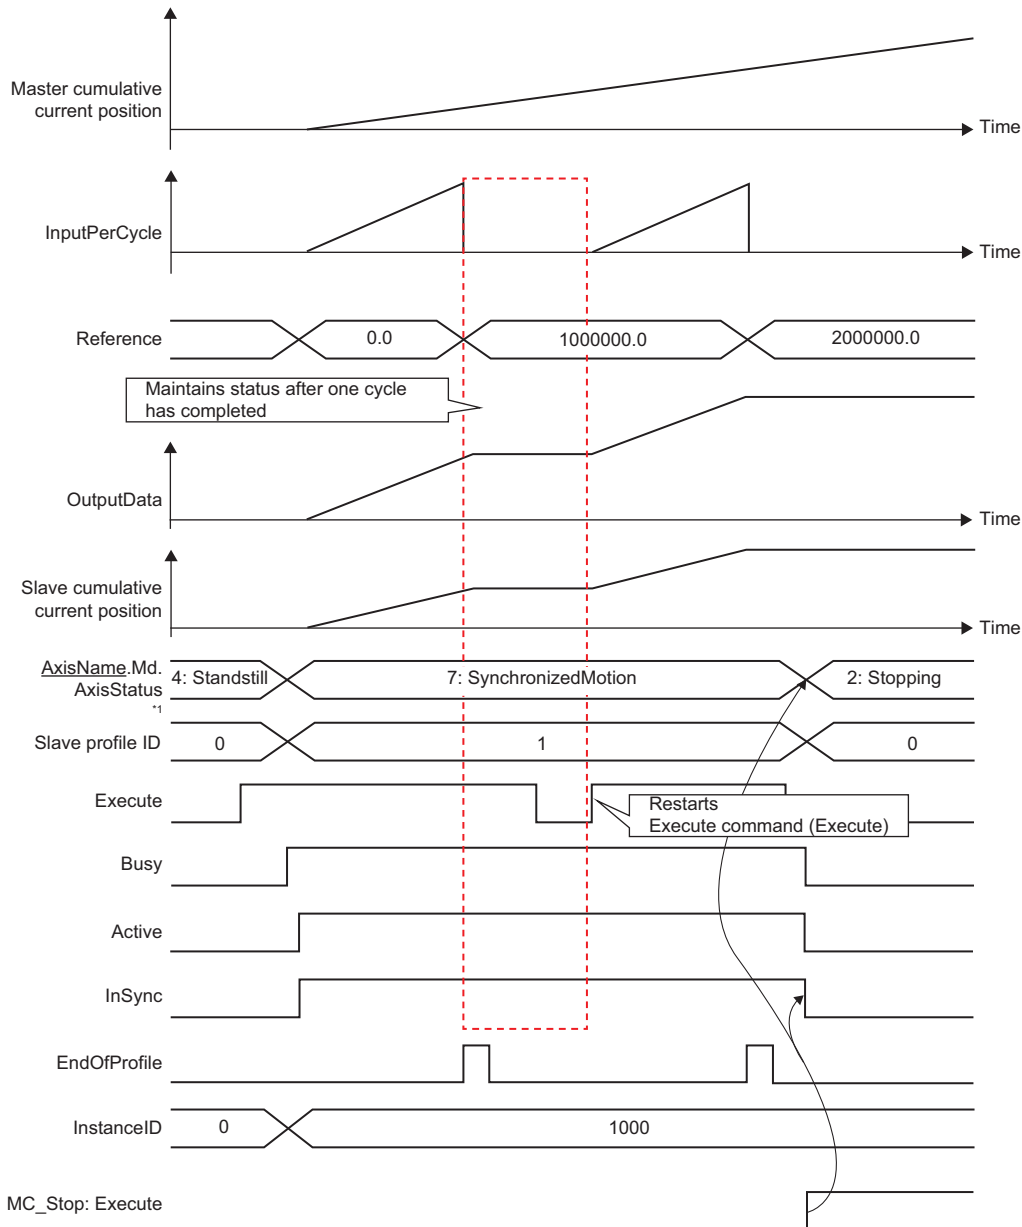 Master cumulative
current position
Time
InputPerCycle
Time
Reference
0.0
1000000.0
2000000.0
Maintains status after one cycle
has completed
OutputData
Time
Slave cumulative
current position
Time
AxisName.Md.
AxisStatus
*1
4: Standstill
7: SynchronizedMotion
2: Stopping
Slave profile ID
0
1
0
Execute
Restarts
Execute command (Execute)
Busy
Active
InSync
EndOfProfile
InstanceID
0
1000
MC_Stop: Execute